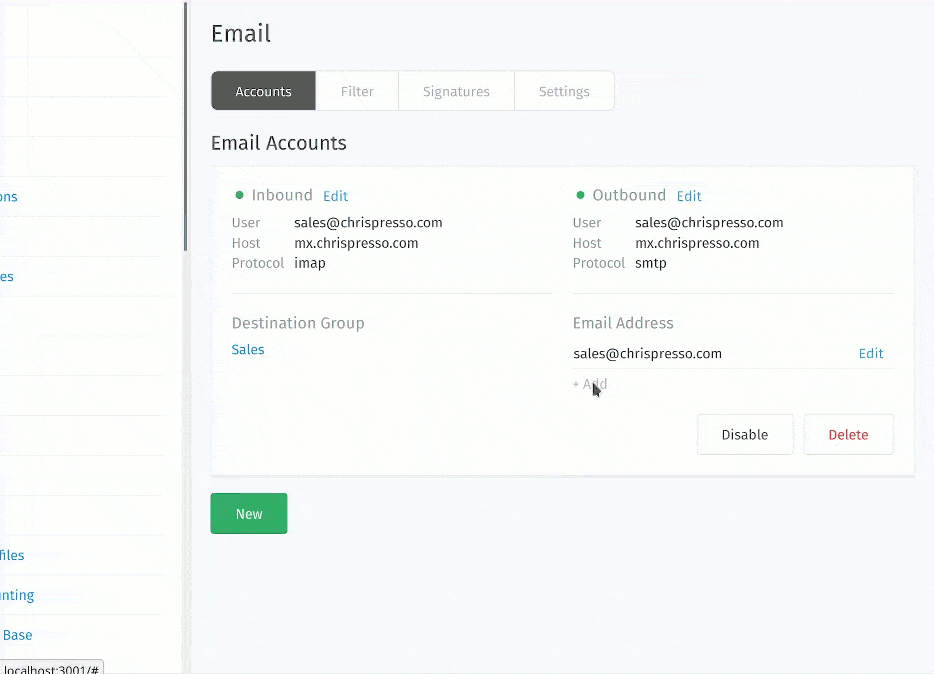 Email
Accounts Filter Signatures Settings
Email Accounts
Inbound Edit
User sales@chrispresso.com
Host mx.chrispresso.com
Protocol imap
Outbound Edit
User sales@chrispresso.com
Host mx.chrispresso.com
Protocol smtp
Destination Group
Sales
Email Address
sales@chrispresso.com Edit
+ Add
Disable Delete
New
ons
es
files
nting
Base
localhost:3001/#